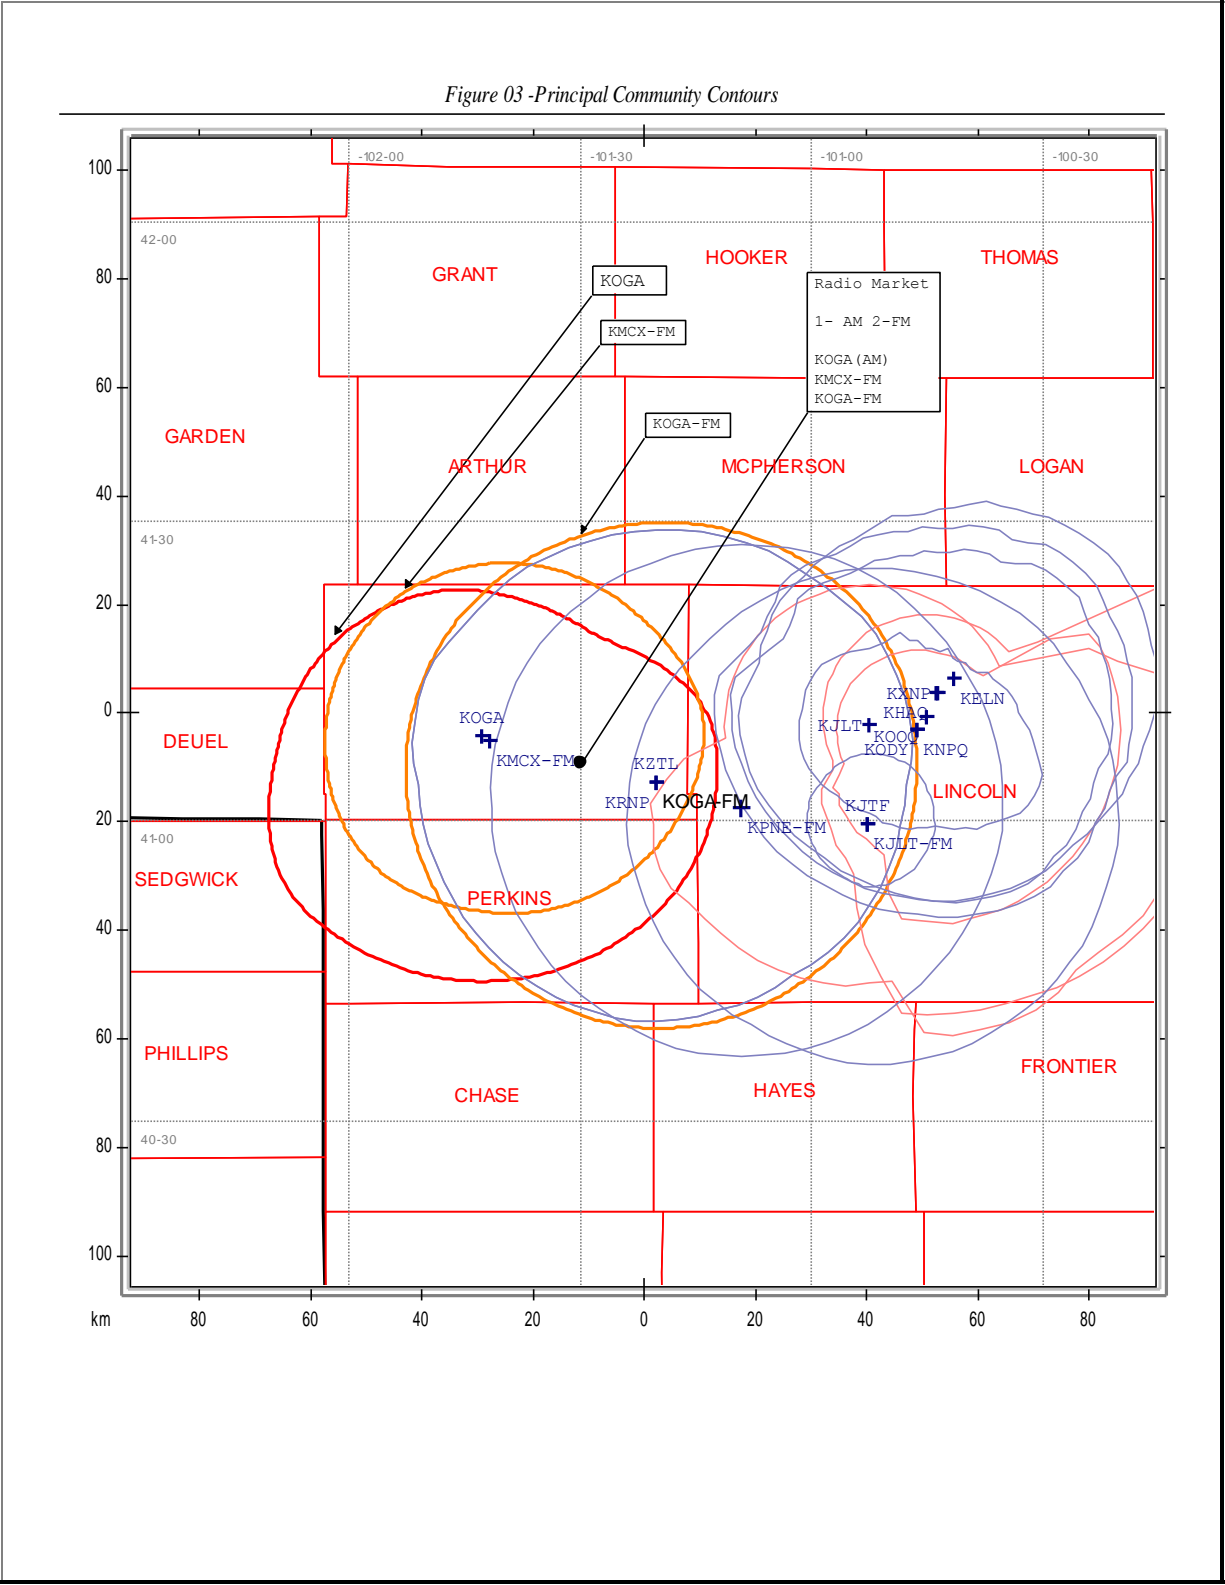 Figure 03 -Principal Community Contours
-102-00
-101-30
-101-00
-100-30
100
80
60
40
20
0
20
40
60
80
100
42-00
41-30
41-00
40-30
GRANT
HOOKER
THOMAS
KOGA
KMCX-FM
KOGA-FM
Radio Market
1- AM 2-FM
KOGA(AM)
KMCX-FM
KOGA-FM
GARDEN
ARTHUR
MCPHERSON
LOGAN
DEUEL
KOGA
KMCX-FM
KZTL
KRNP
KOGA-FM
KPNE-FM
KXNP
KELN
KHAQ
KJLT
KOOQ
KODY
KNPQ
LINCOLN
KJTF
KJLT-FM
SEDGWICK
PERKINS
PHILLIPS
CHASE
HAYES
FRONTIER
km
80
60
40
20
0
20
40
60
80